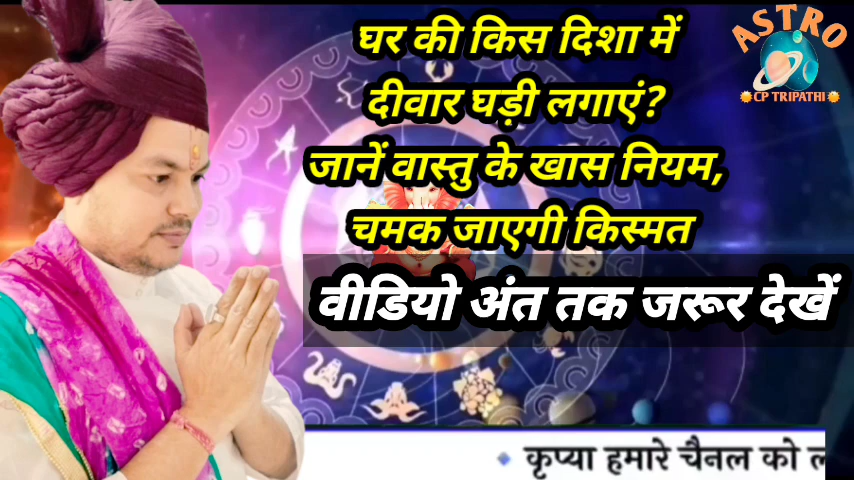 घर की किस दिशा में
दीवार घड़ी लगाएं?
जानें वास्तु के खास नियम,
चमक जाएगी किस्मत
वीडियो अंत तक जरूर देखें
ASTRO
CP TRIPATHI
कृप्या हमारे चैनल को